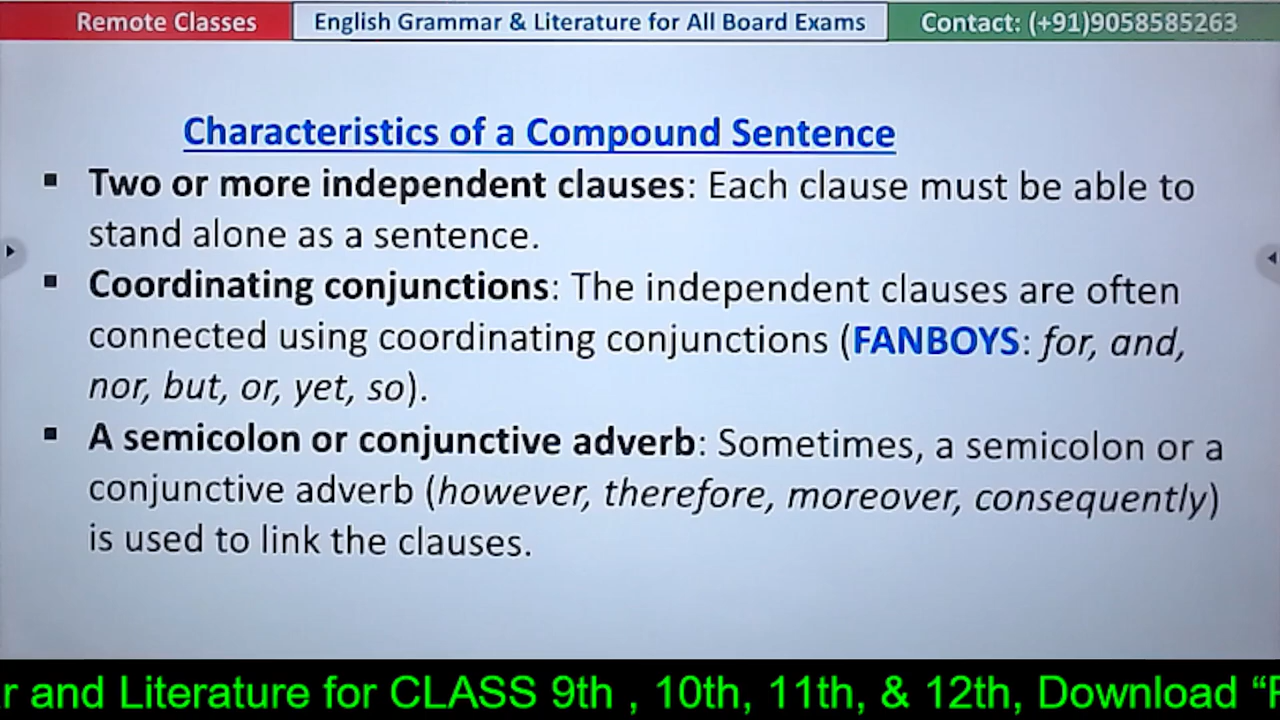 Remote Classes
English Grammar & Literature for All Board Exams
Contact: (+91)9058585263
Characteristics of a Compound Sentence
▪ Two or more independent clauses: Each clause must be able to
stand alone as a sentence.
▪ Coordinating conjunctions: The independent clauses are often
connected using coordinating conjunctions (FANBOYS: for, and,
nor, but, or, yet, so).
▪ A semicolon or conjunctive adverb: Sometimes, a semicolon or a
conjunctive adverb (however, therefore, moreover, consequently)
is used to link the clauses.
r and Literature for CLASS 9th , 10th, 11th, & 12th, Download “